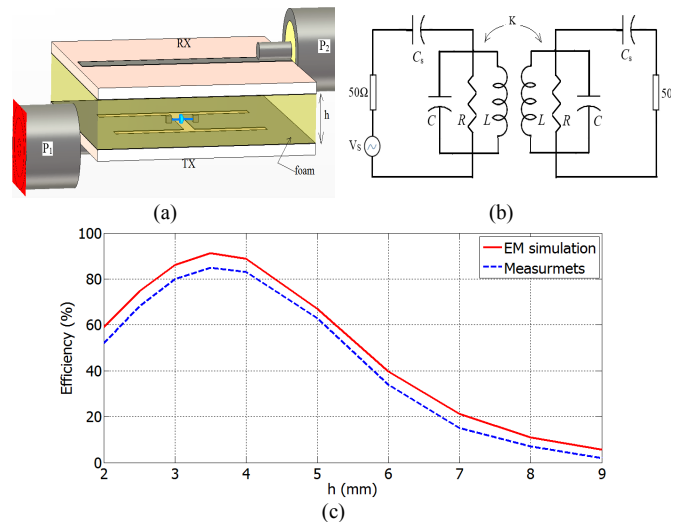 RX
P2
h
P1
TX
foam
(a)
K
Cs
Cs
50Ω
50
C
R
L
L
R
C
Vs
(b)
100
80
60
40
20
0
Efficiency (%)
EM simulation
Measurmets
2 3 4 5 6 7 8 9
h (mm)
(c)